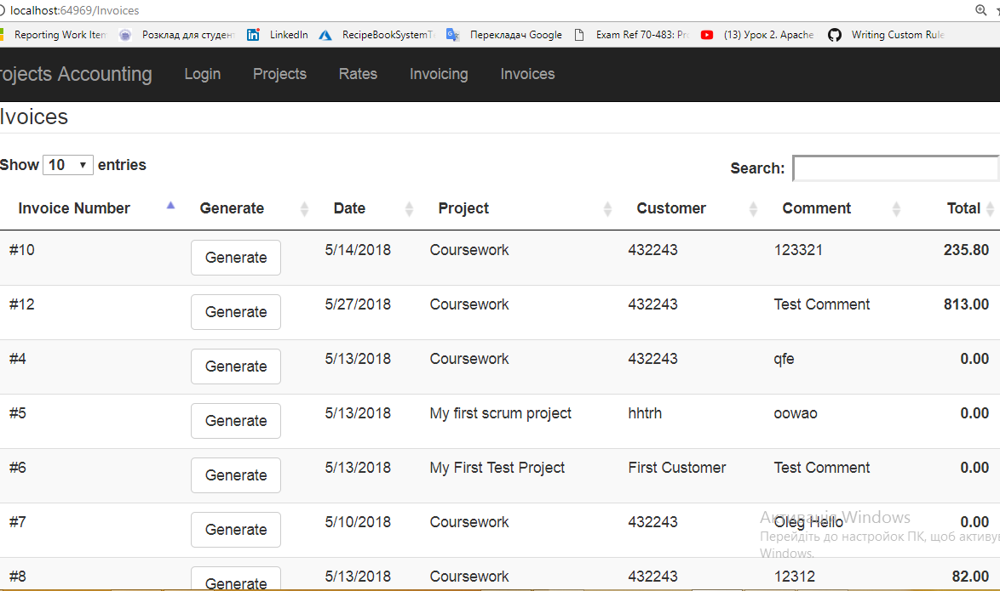 localhost:64969/Invoices
Reporting Work Item Розклад для студен LinkedIn RecipeBookSystemT Перекладач Google Exam Ref 70-483: Pr (13) Урок 2. Apache Writing Custom Rule
rojects Accounting Login Projects Rates Invoicing Invoices
Ivoices
Show 10 entries Search:
Invoice Number Generate Date Project Customer Comment Total
#10 Generate 5/14/2018 Coursework 432243 123321 235.80
#12 Generate 5/27/2018 Coursework 432243 Test Comment 813.00
#4 Generate 5/13/2018 Coursework 432243 qfe 0.00
#5 Generate 5/13/2018 My first scrum project hhtrh oowao 0.00
#6 Generate 5/13/2018 My First Test Project First Customer Test Comment 0.00
#7 Generate 5/10/2018 Coursework 432243 Oleg Hello 0.00
Активація Windows
Перейдіть до настройок ПК, щоб активу
Windows.
#8 Generate 5/13/2018 Coursework 432243 12312 82.00